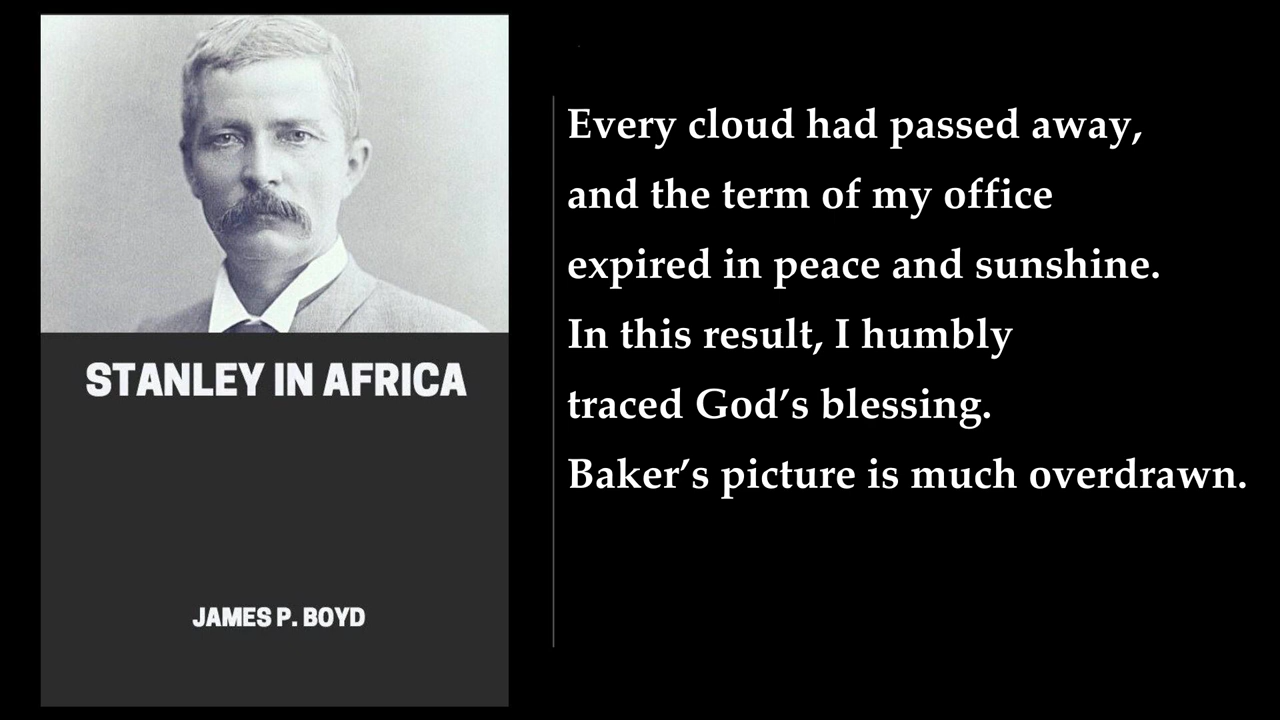 STANLEY IN AFRICA
JAMES P. BOYD
Every cloud had passed away,
and the term of my office
expired in peace and sunshine.
In this result, I humbly
traced God’s blessing.
Baker’s picture is much overdrawn.